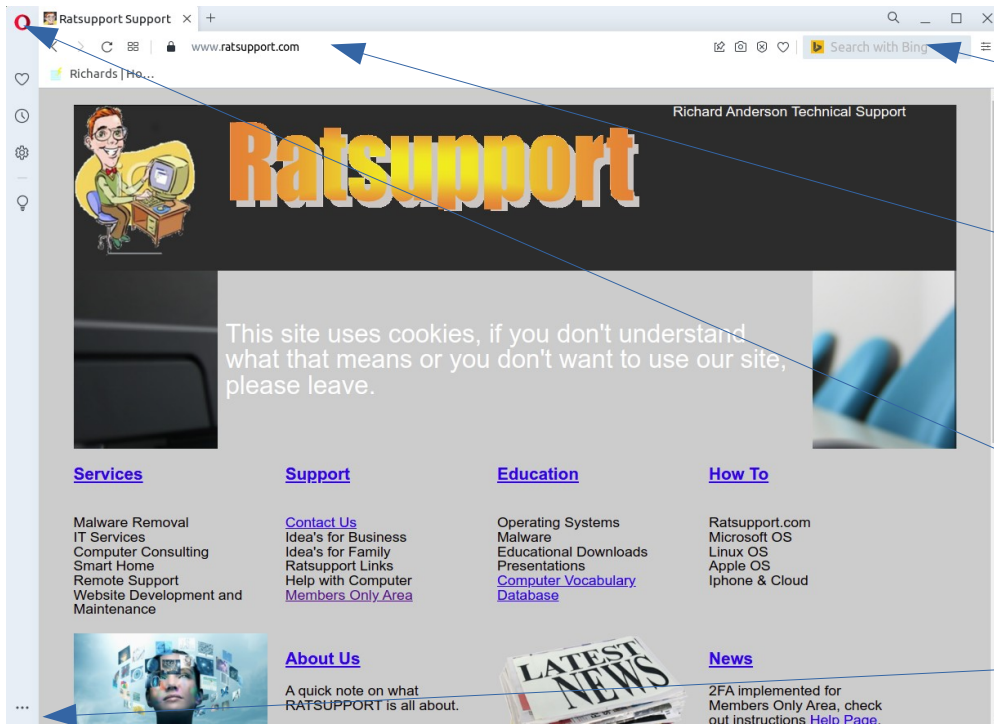 Ratsupport Support
www.ratsupport.com
Search with Bing
Richards | Ho...
Richard Anderson Technical Support
Ratsupport
This site uses cookies, if you don't understand
what that means or you don't want to use our site,
please leave.
Services
Malware Removal
IT Services
Computer Consulting
Smart Home
Remote Support
Website Development and
Maintenance
Support
Contact Us
Idea's for Business
Idea's for Family
Ratsupport Links
Help with Computer
Members Only Area
Education
Operating Systems
Malware
Educational Downloads
Presentations
Computer Vocabulary
Database
How To
Ratsupport.com
Microsoft OS
Linux OS
Apple OS
Iphone & Cloud
About Us
A quick note on what
RATSUPPORT is all about.
LATEST
NEWS
News
2FA implemented for
Members Only Area, check
out instructions Help Page.